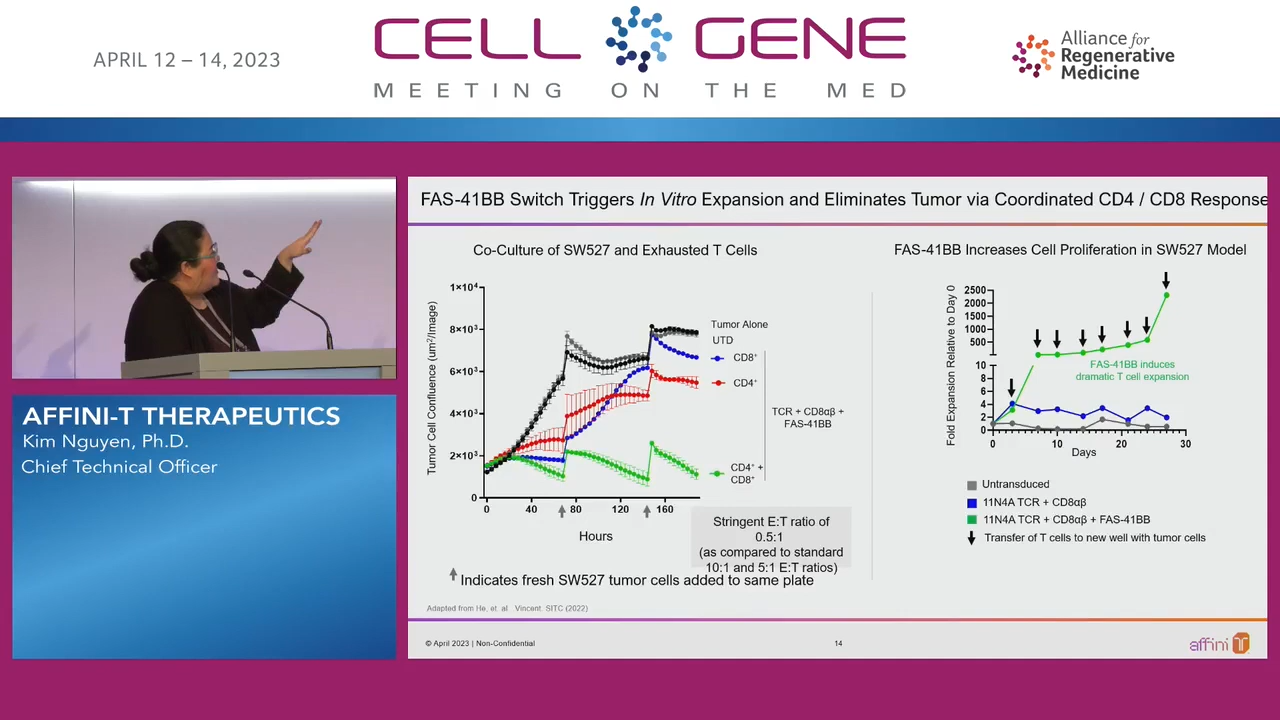 APRIL 12 – 14, 2023
CELL GENE
MEETING ON THE MED
Alliance for
Regenerative
Medicine
AFFINI-T THERAPEUTICS
Kim Nguyen, Ph.D.
Chief Technical Officer
FAS-41BB Switch Triggers In Vitro Expansion and Eliminates Tumor via Coordinated CD4 / CD8 Response
Co-Culture of SW527 and Exhausted T Cells
Tumor Cell Confluence (um²/Image)
1×10⁴
8×10³
6×10³
4×10³
2×10³
0
0 40 80 120 160
Hours
Tumor Alone
UTD
CD8⁺
CD4⁺
CD4⁺ +
CD8⁺
TCR + CD8αβ +
FAS-41BB
Stringent E:T ratio of
0.5:1
(as compared to standard
10:1 and 5:1 E:T ratios)
Indicates fresh SW527 tumor cells added to same plate
Adapted from He, et. al Vincent. SITC (2022)
FAS-41BB Increases Cell Proliferation in SW527 Model
Fold Expansion Relative to Day 0
2500
2000
1500
1000
500
10
8
6
4
2
0
0 10 20 30
Days
FAS-41BB induces
dramatic T cell expansion
Untransduced
11N4A TCR + CD8αβ
11N4A TCR + CD8αβ + FAS-41BB
Transfer of T cells to new well with tumor cells
© April 2023 | Non-Confidential
14
affini T